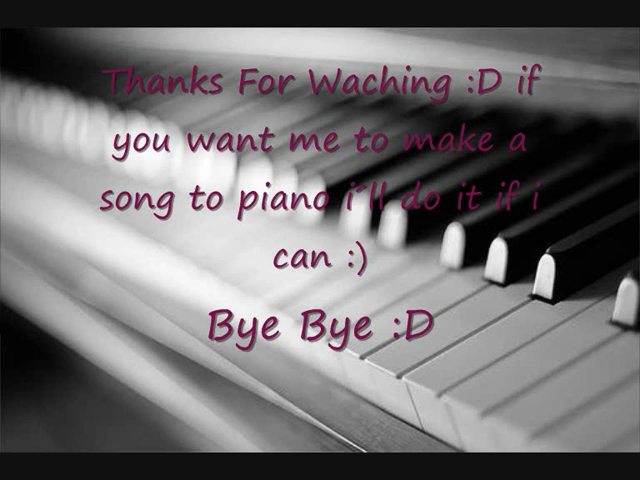 Thanks For Waching :D if
you want me to make a
song to piano i´ll do it if i
can :)
Bye Bye :D